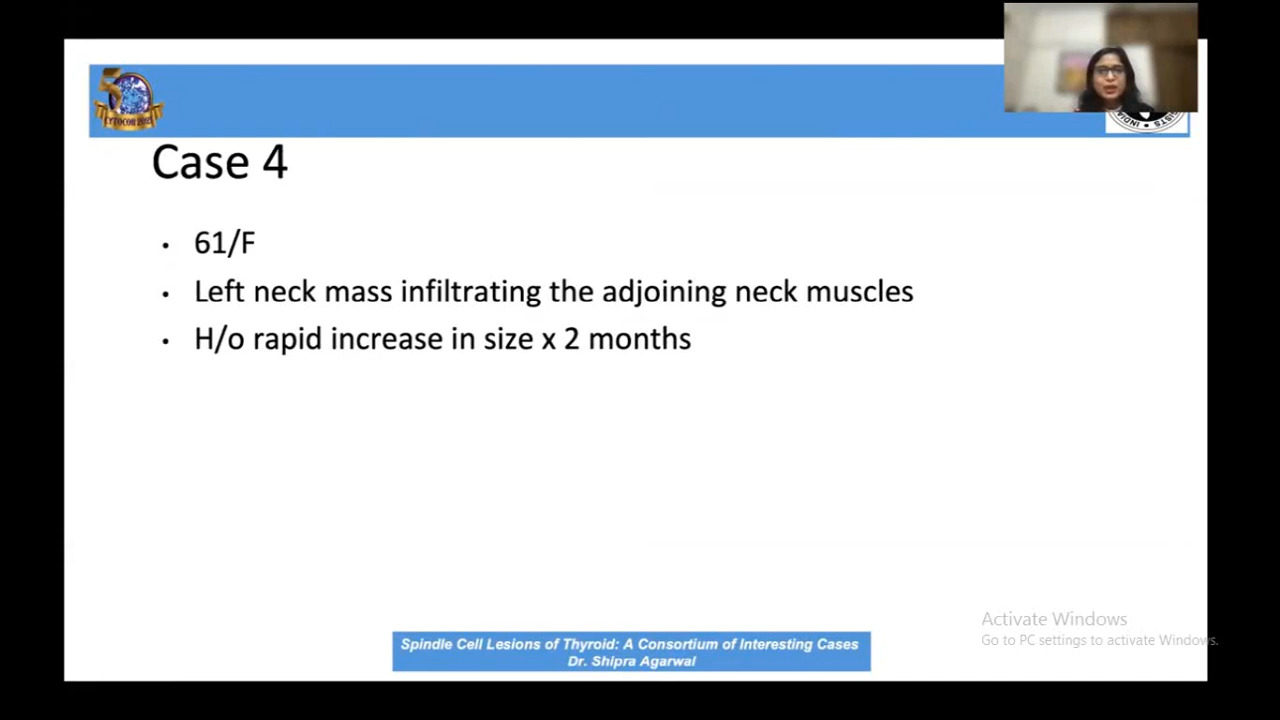 CYTOCON 2021
Case 4
• 61/F
• Left neck mass infiltrating the adjoining neck muscles
• H/o rapid increase in size x 2 months
Activate Windows
Go to PC settings to activate Windows.
Spindle Cell Lesions of Thyroid: A Consortium of Interesting Cases
Dr. Shipra Agarwal